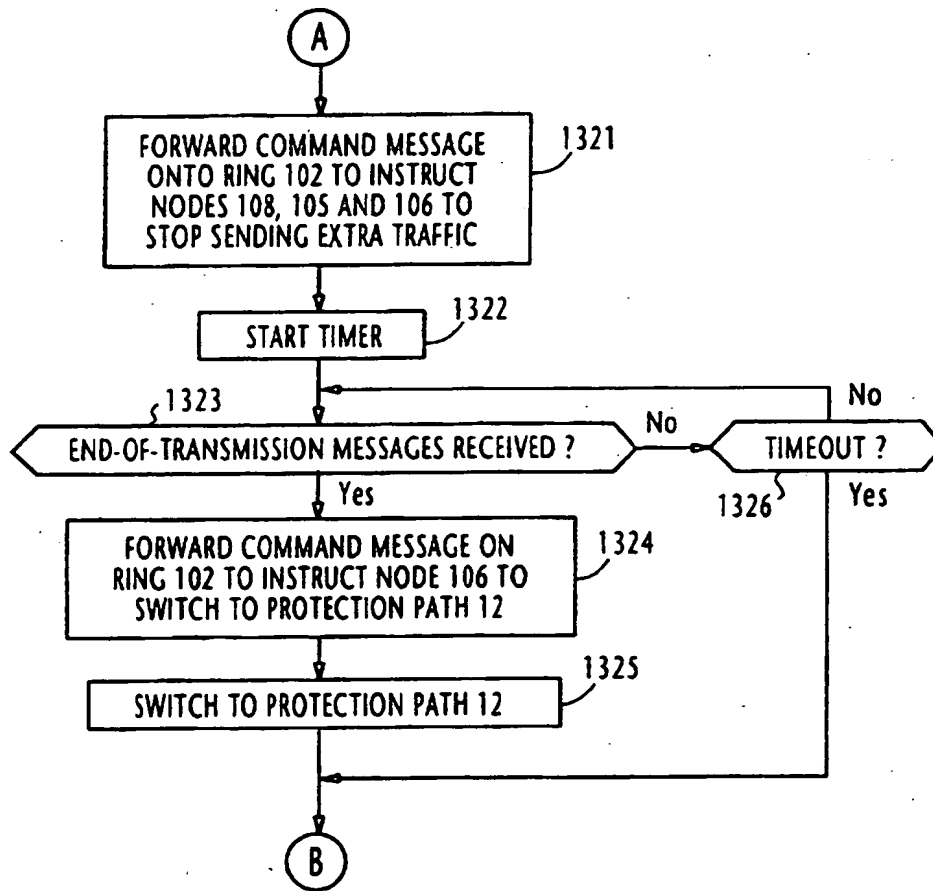 A
FORWARD COMMAND MESSAGE
ONTO RING 102 TO INSTRUCT
NODES 108, 105 AND 106 TO
STOP SENDING EXTRA TRAFFIC
1321
START TIMER
1322
1323
END-OF-TRANSMISSION MESSAGES RECEIVED ?
No
TIMEOUT ?
No
1326
Yes
Yes
FORWARD COMMAND MESSAGE ON
RING 102 TO INSTRUCT NODE 106 TO
SWITCH TO PROTECTION PATH 12
1324
SWITCH TO PROTECTION PATH 12
1325
B